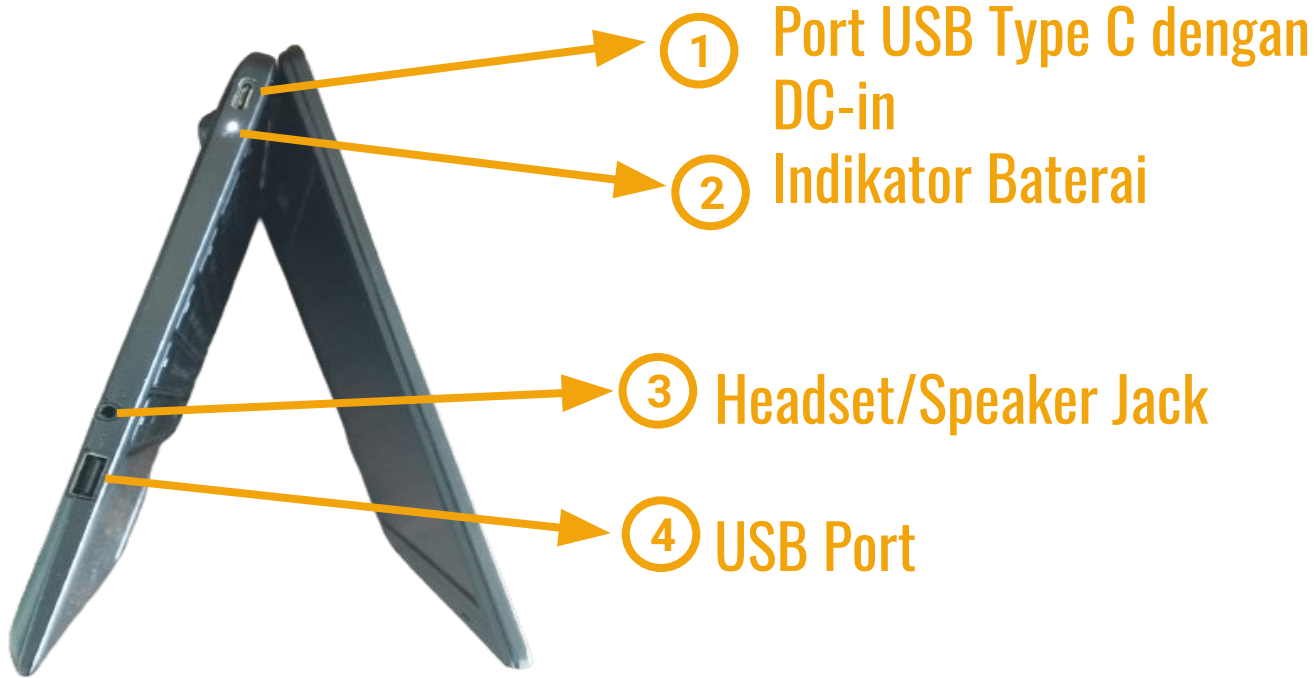 1 Port USB Type C dengan
DC-in
2 Indikator Baterai
3 Headset/Speaker Jack
4 USB Port